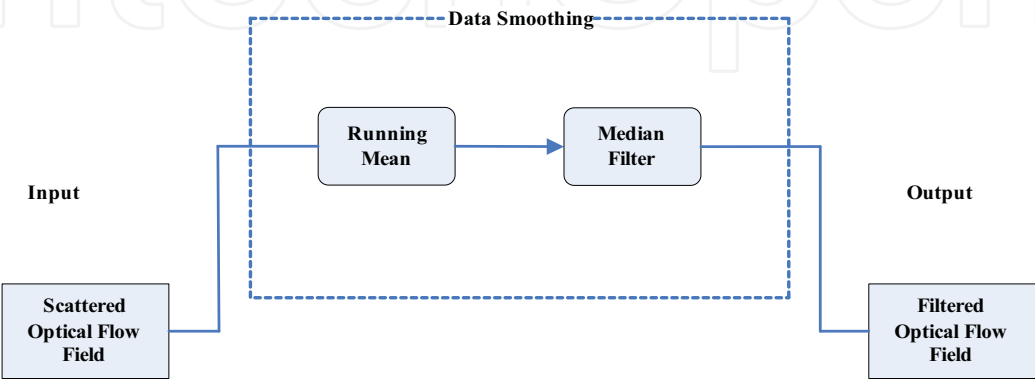 Data Smoothing
Running
Mean
Median
Filter
Input
Output
Scattered
Optical Flow
Field
Filtered
Optical Flow
Field